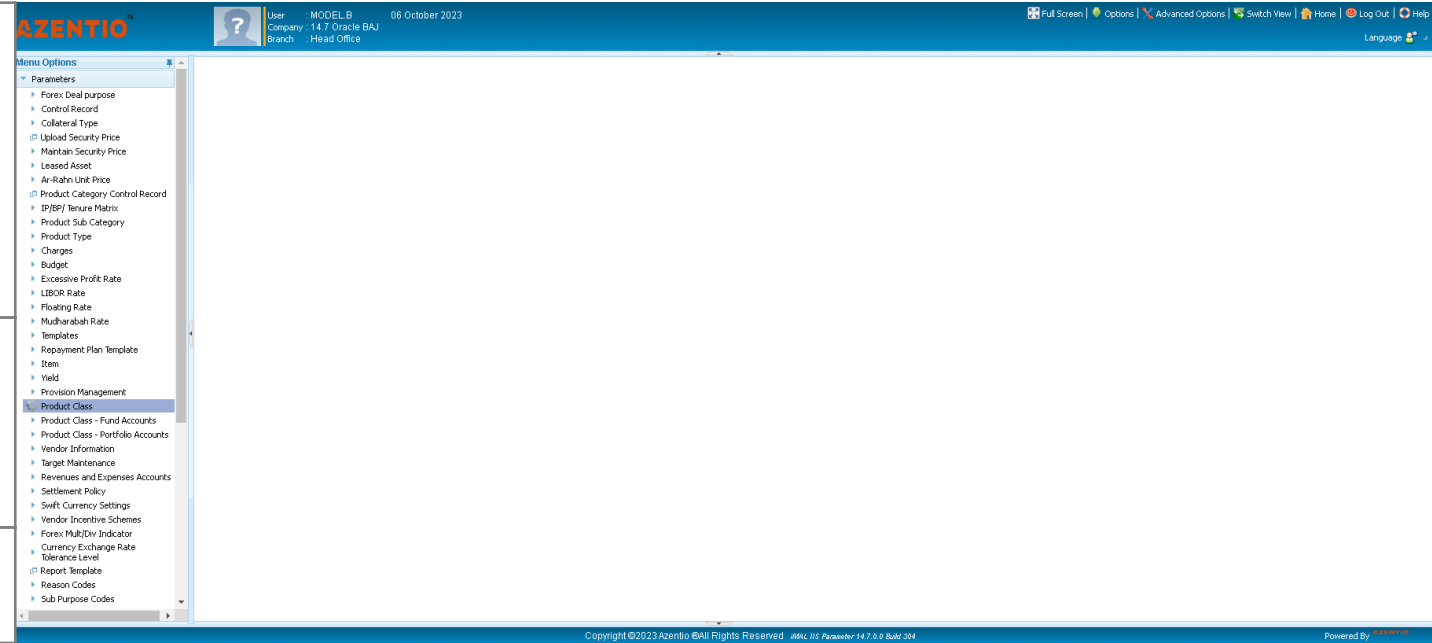 AZENTIO™
?
User : MODEL.B 06 October 2023
Company : 14.7 Oracle BAJ
Branch : Head Office
Full Screen | Options | Advanced Options | Switch View | Home | Log Out | Help
Language
Menu Options
Parameters
Forex Deal purpose
Control Record
Collateral Type
Upload Security Price
Maintain Security Price
Leased Asset
Ar-Rahn Unit Price
Product Category Control Record
IP/BP/ Tenure Matrix
Product Sub Category
Product Type
Charges
Budget
Excessive Profit Rate
LIBOR Rate
Floating Rate
Mudharabah Rate
Templates
Repayment Plan Template
Item
Yield
Provision Management
Product Class
Product Class - Fund Accounts
Product Class - Portfolio Accounts
Vendor Information
Target Maintenance
Revenues and Expenses Accounts
Settlement Policy
Swift Currency Settings
Vendor Incentive Schemes
Forex Mult/Div Indicator
Currency Exchange Rate
Tolerance Level
Report Template
Reason Codes
Sub Purpose Codes
Copyright ©2023 Azentio ®All Rights Reserved iMAL IIS Parameter 14.7.0.0 Build 304
Powered By AZENTIO